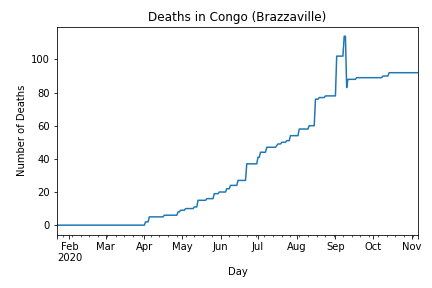 Deaths in Congo (Brazzaville)
100
80
60
40
20
0
Number of Deaths
Feb Mar Apr May Jun Jul Aug Sep Oct Nov
2020
Day